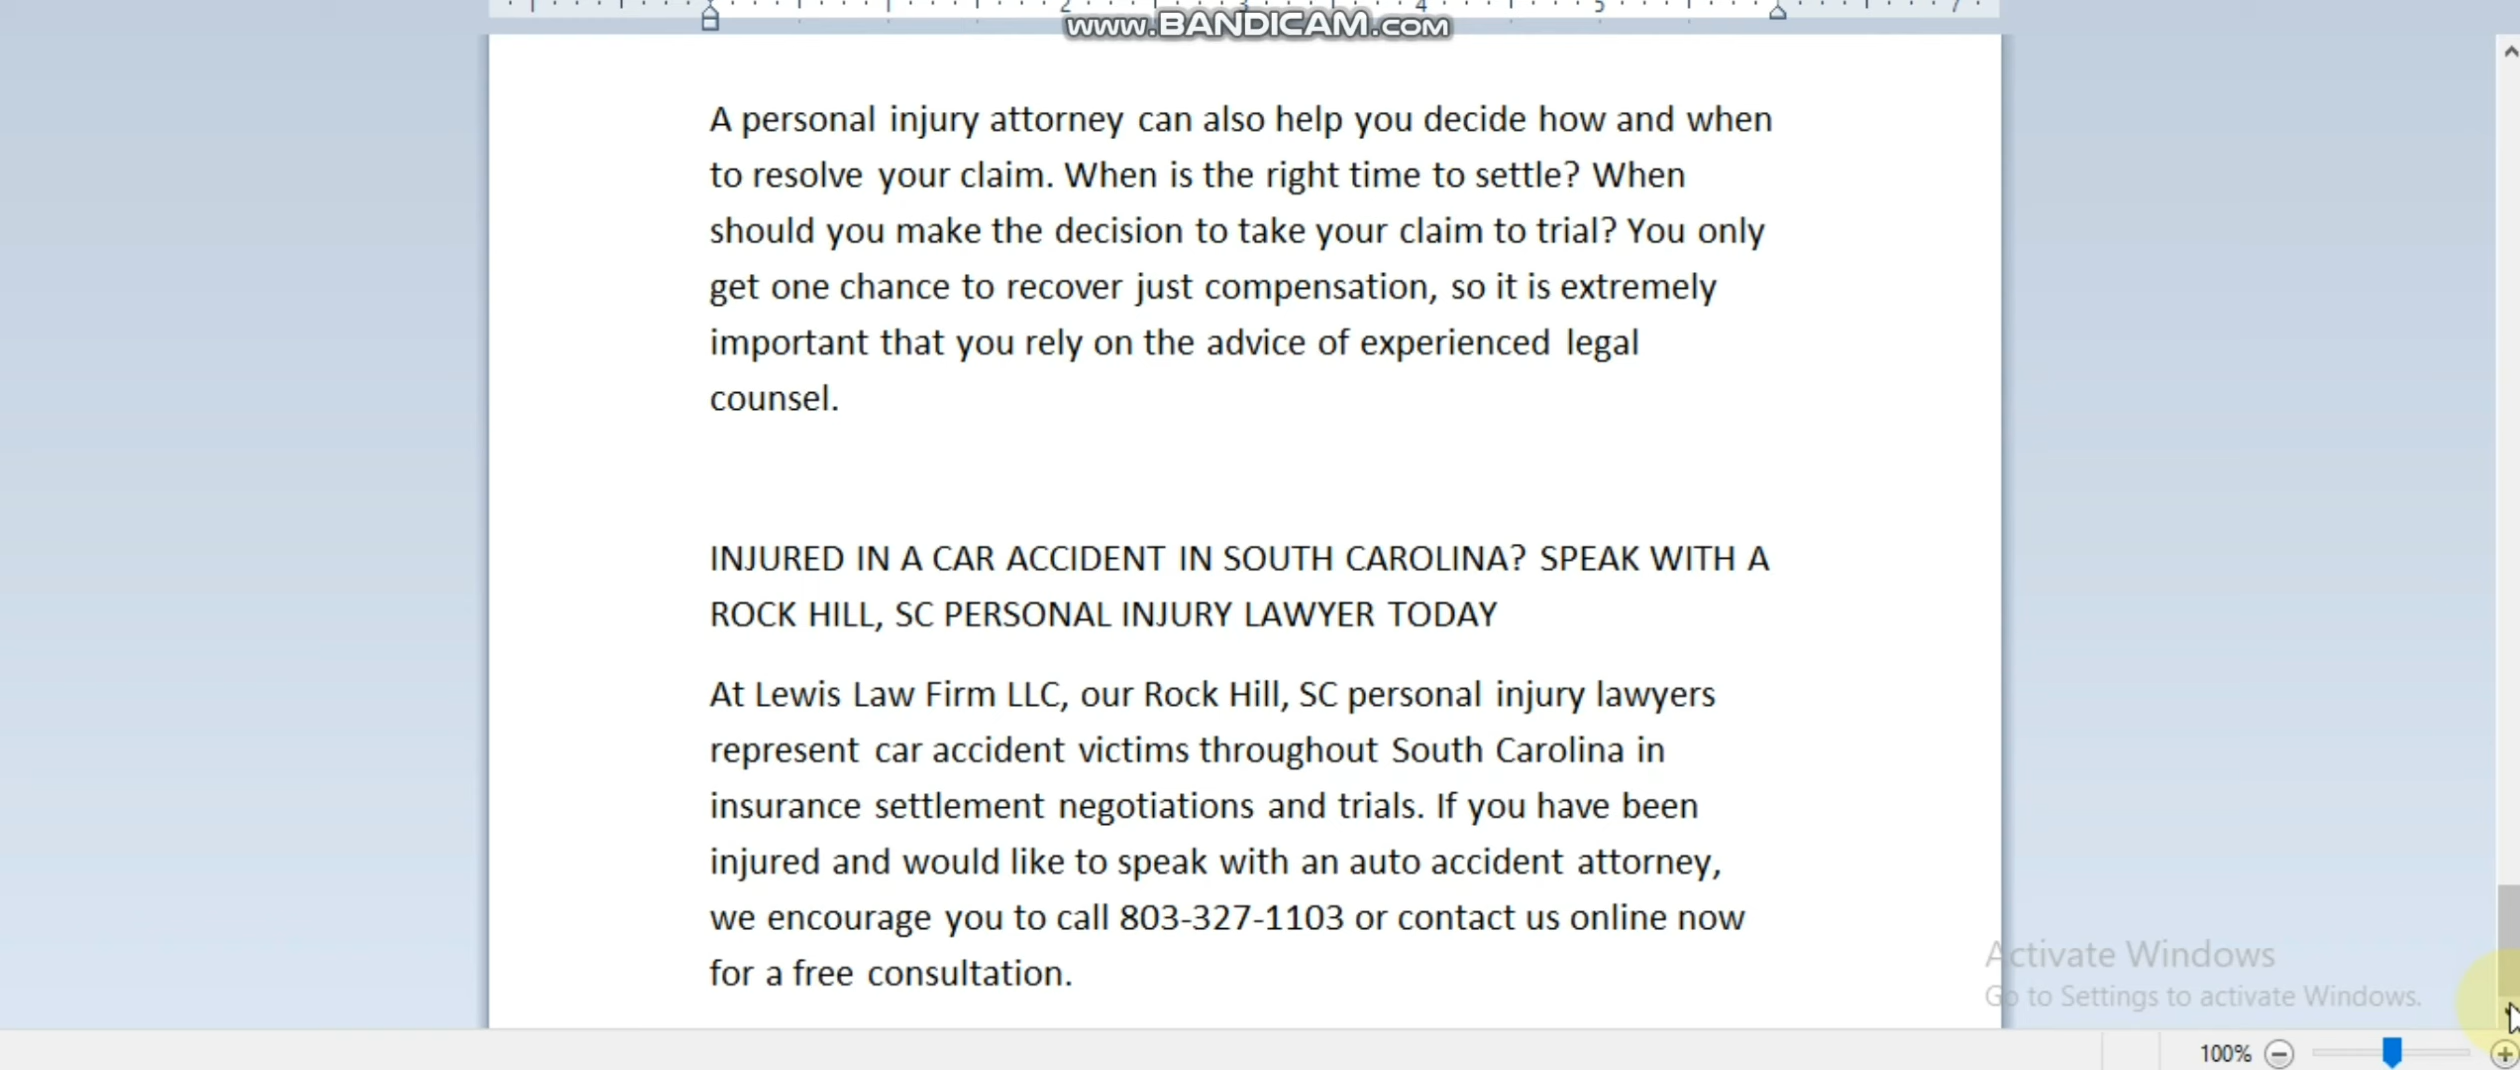 2 3 4 5 7
www.BANDICAM.com
A personal injury attorney can also help you decide how and when
to resolve your claim. When is the right time to settle? When
should you make the decision to take your claim to trial? You only
get one chance to recover just compensation, so it is extremely
important that you rely on the advice of experienced legal
counsel.
INJURED IN A CAR ACCIDENT IN SOUTH CAROLINA? SPEAK WITH A
ROCK HILL, SC PERSONAL INJURY LAWYER TODAY
At Lewis Law Firm LLC, our Rock Hill, SC personal injury lawyers
represent car accident victims throughout South Carolina in
insurance settlement negotiations and trials. If you have been
injured and would like to speak with an auto accident attorney,
we encourage you to call 803-327-1103 or contact us online now
for a free consultation.
Activate Windows
Go to Settings to activate Windows.
100%